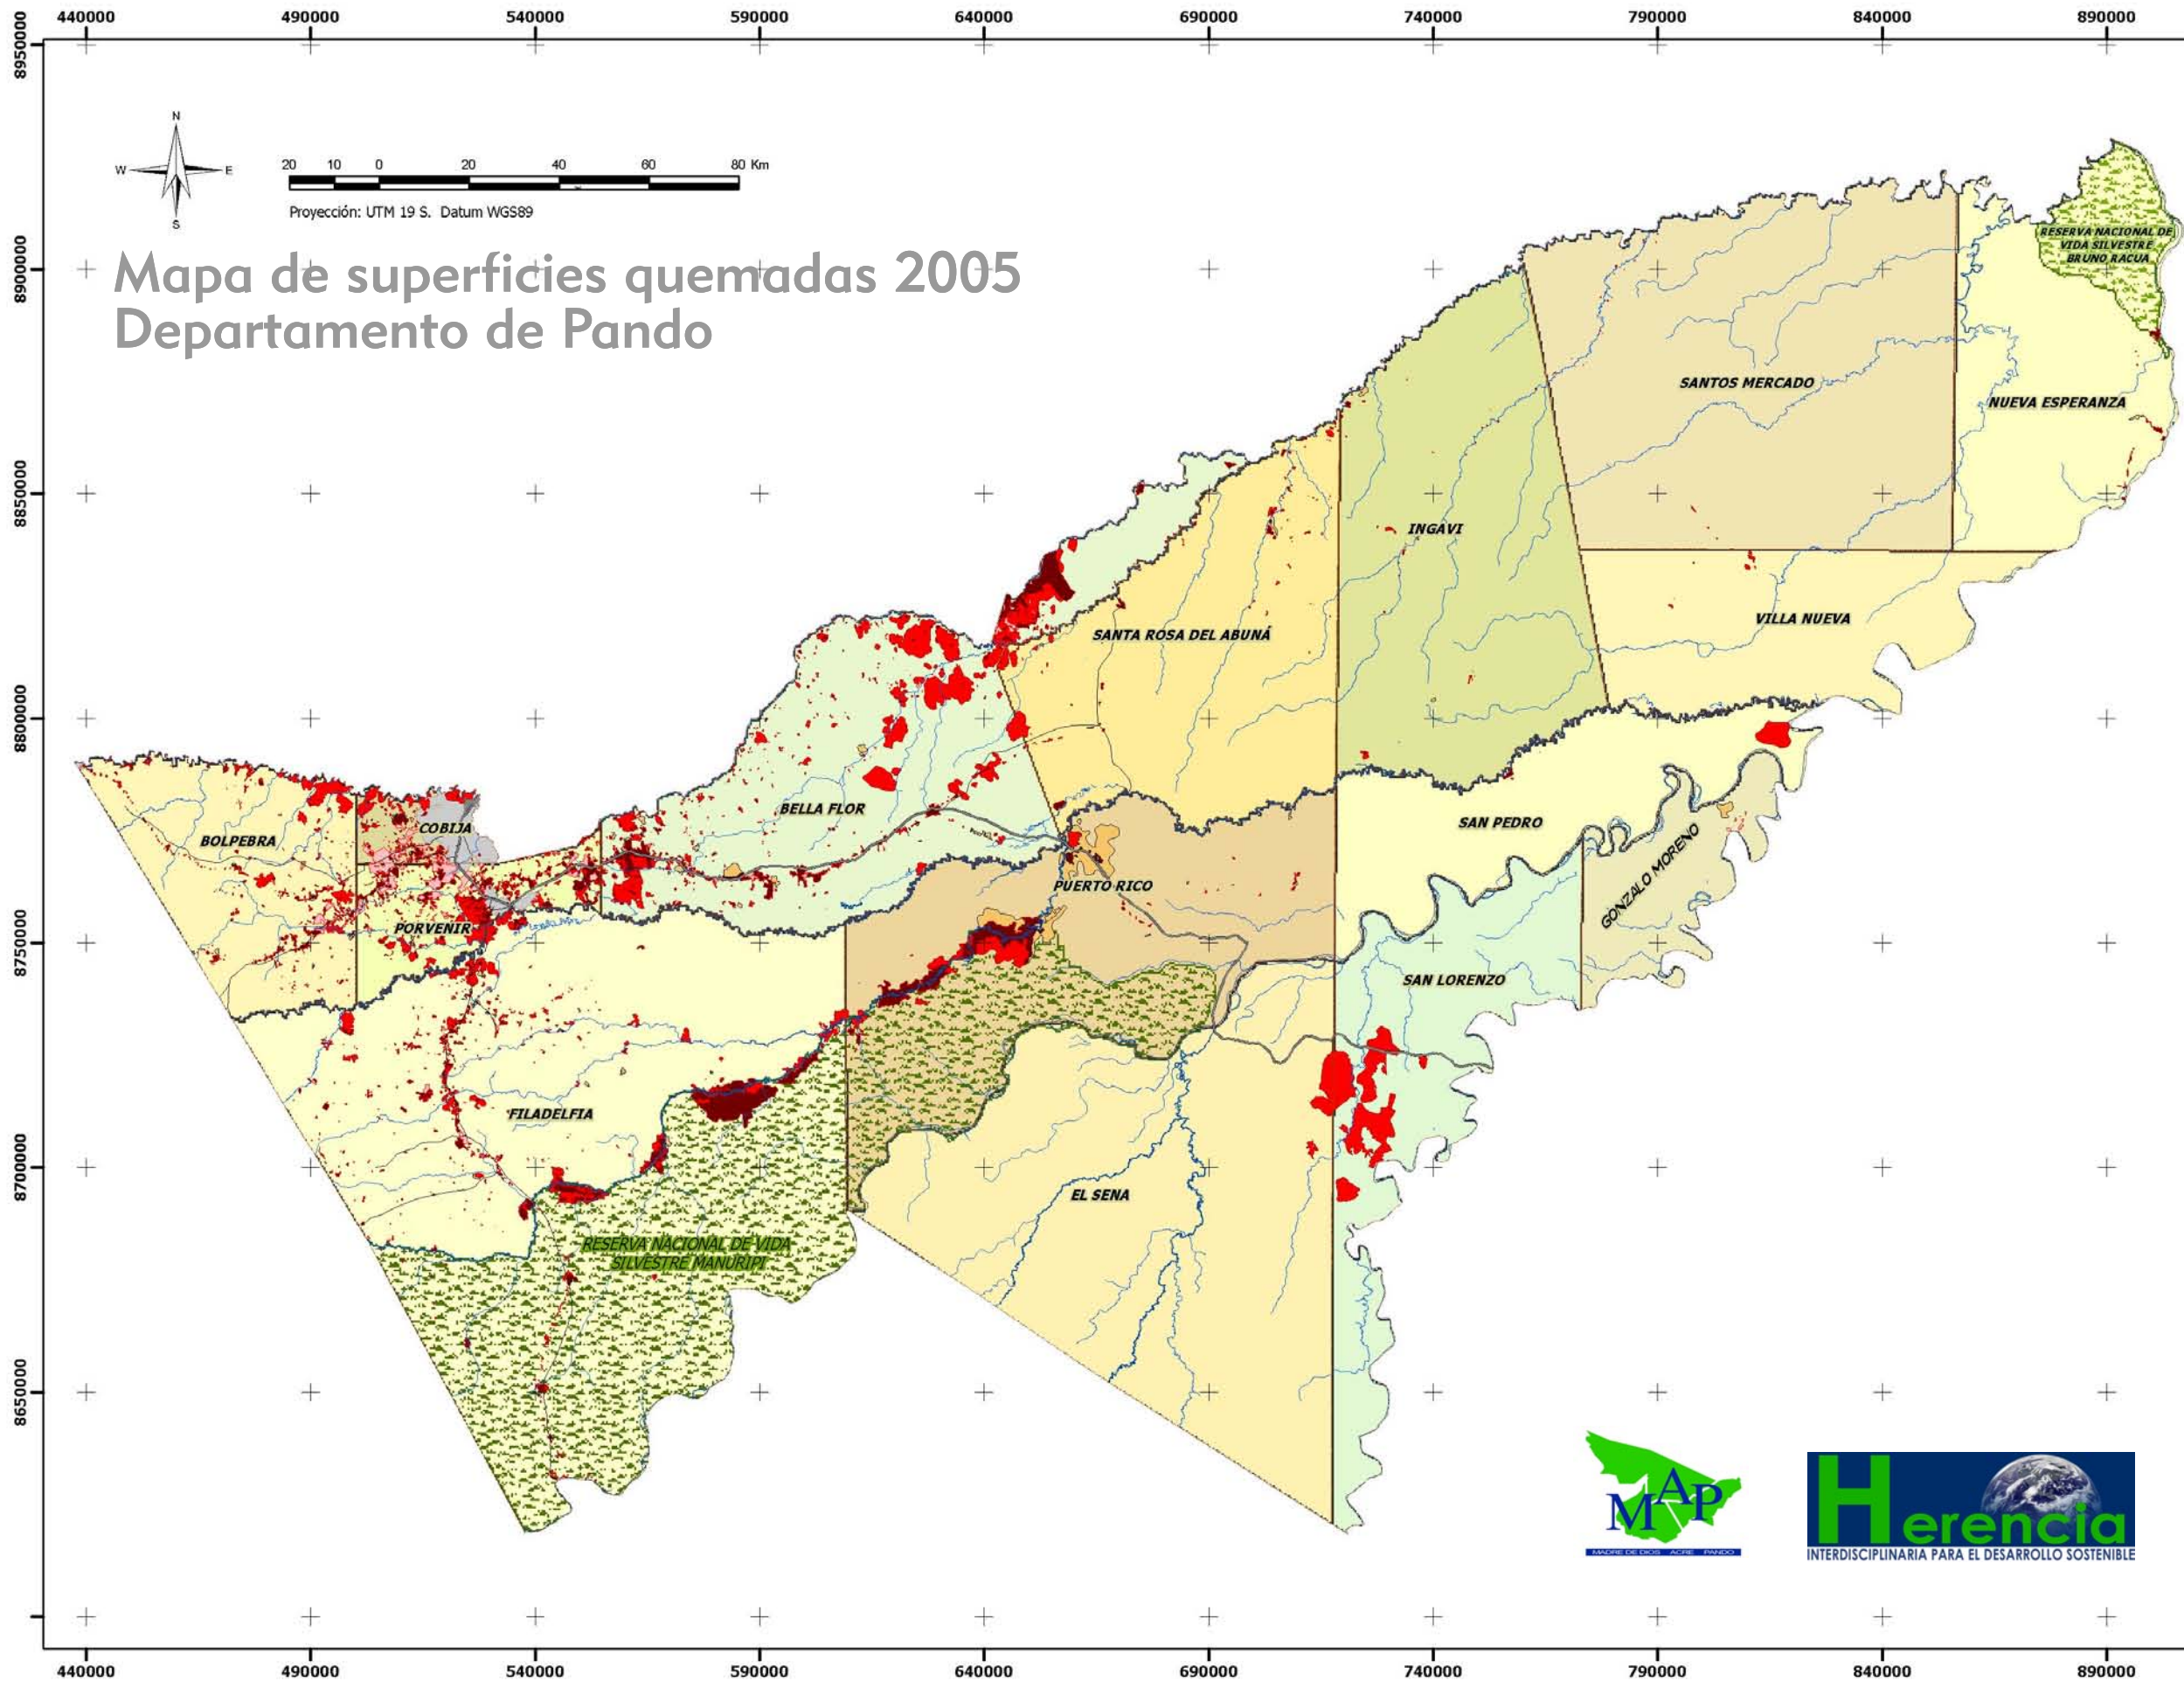 440000 490000 540000 590000 640000 690000 740000 790000 840000 890000
8950000
N
W E
S
20 10 0 20 40 60 80 Km
Proyección: UTM 19 S. Datum WGS89
Mapa de superficies quemadas 2005
Departamento de Pando
8900000
RESERVA NACIONAL DE
VIDA SILVESTRE
BRUNO RACUA
SANTOS MERCADO
NUEVA ESPERANZA
8850000
INGAVI
VILLA NUEVA
SANTA ROSA DEL ABUNÁ
8800000
BELLA FLOR
SAN PEDRO
COBIJA
BOLPEBRA
GONZALO MORENO
PUERTO RICO
PORVENIR
8750000
SAN LORENZO
FILADELFIA
8700000
EL SENA
RESERVA NACIONAL DE VIDA
SILVESTRE MANURIPI
8650000
MAP
MADRE DE DIOS ACRE PANDO
Herencia
INTERDISCIPLINARIA PARA EL DESARROLLO SOSTENIBLE
440000 490000 540000 590000 640000 690000 740000 790000 840000 890000